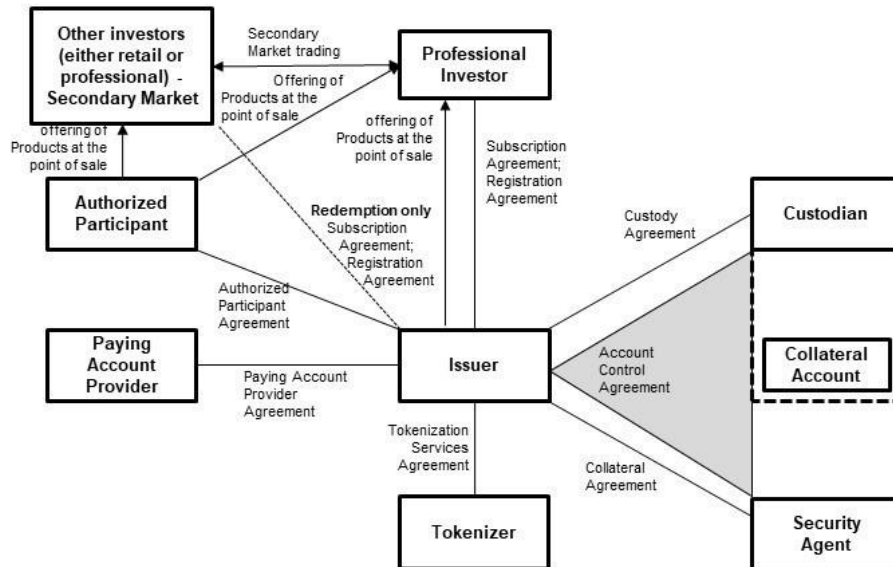 Other investors
(either retail or
professional) -
Secondary Market
Secondary
Market trading
Professional
Investor
Offering of
Products at the
point of sale
offering of
Products at the
point of sale
offering of
Products at the
point of sale
Subscription
Agreement;
Registration
Agreement
Authorized
Participant
Redemption only
Subscription
Agreement;
Registration
Agreement
Custody
Agreement
Custodian
Authorized
Participant
Agreement
Paying
Account
Provider
Paying Account
Provider
Agreement
Issuer
Account
Control
Agreement
Collateral
Account
Tokenization
Services
Agreement
Collateral
Agreement
Tokenizer
Security
Agent